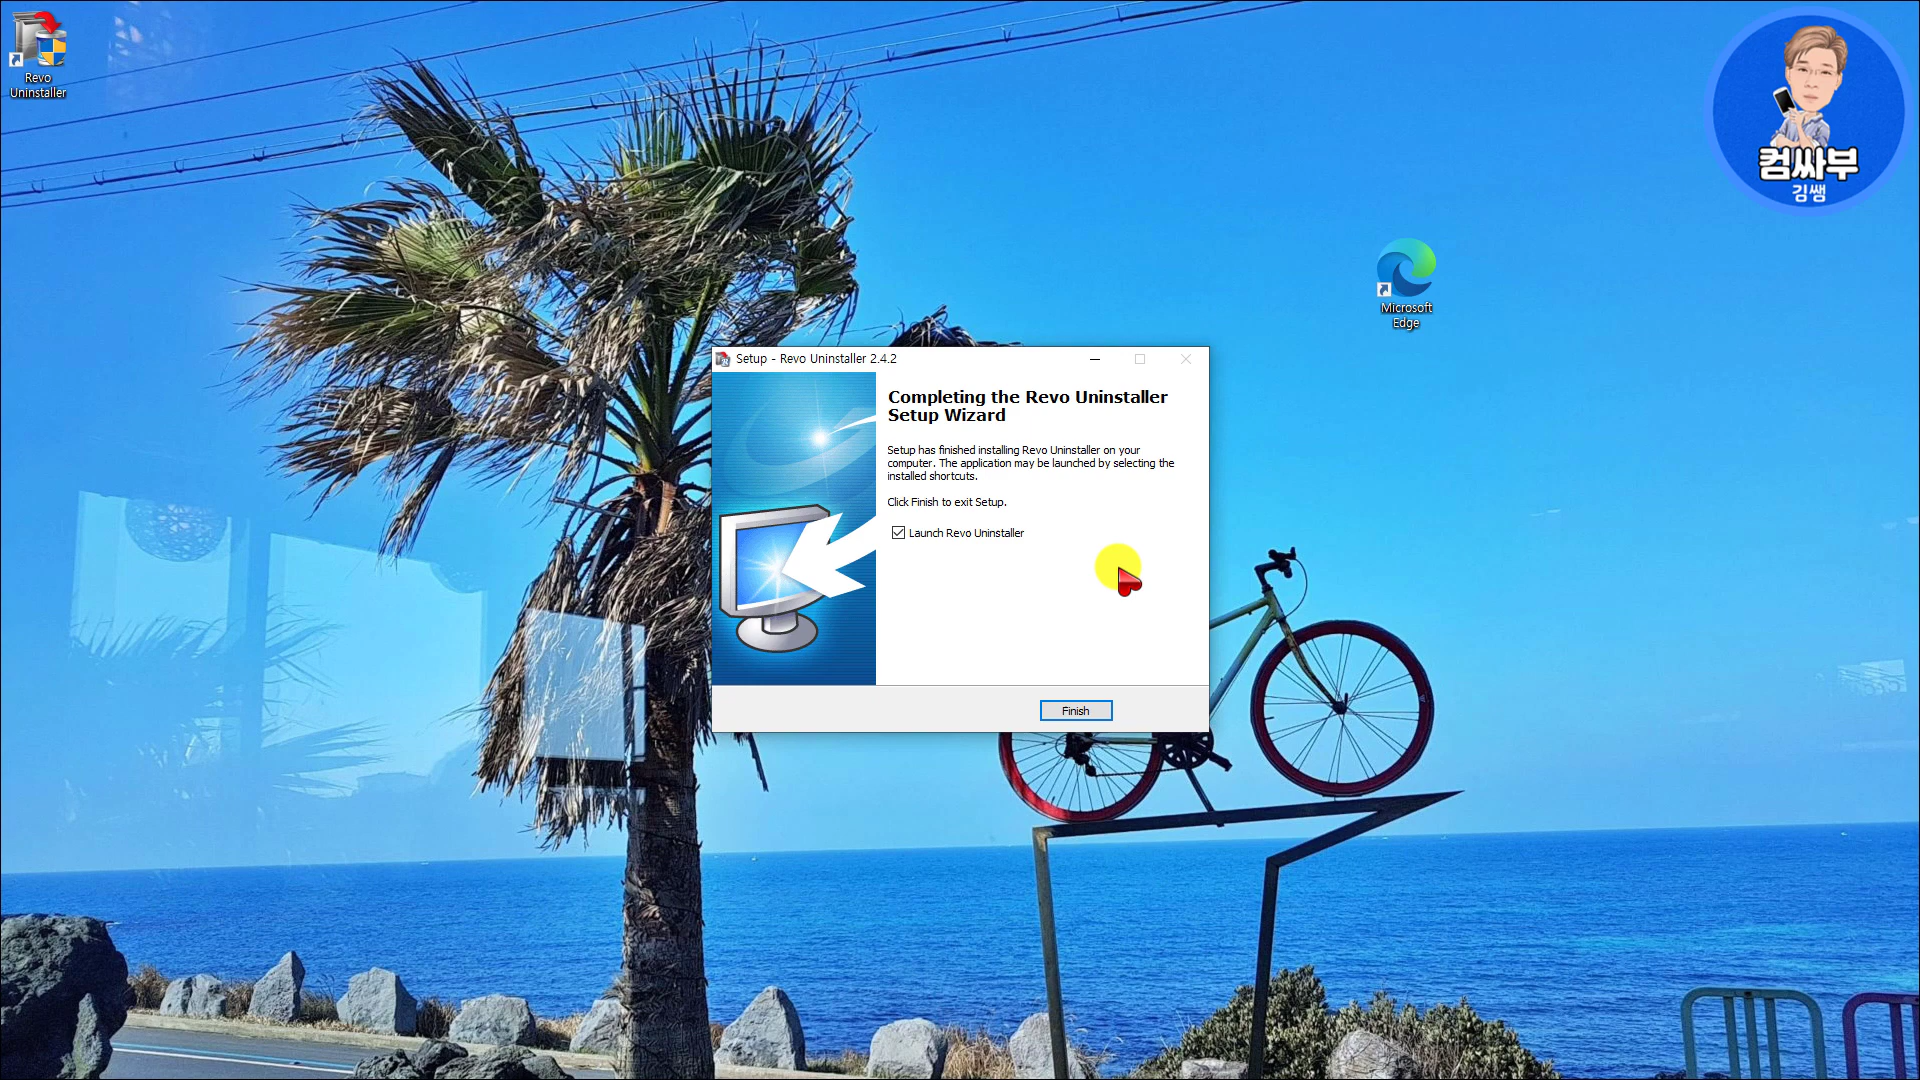 Revo
Uninstaller
컴싸부
김쌤
Microsoft
Edge
Setup - Revo Uninstaller 2.4.2
Completing the Revo Uninstaller
Setup Wizard
Setup has finished installing Revo Uninstaller on your
computer. The application may be launched by selecting the
installed shortcuts.
Click Finish to exit Setup.
Launch Revo Uninstaller
Finish